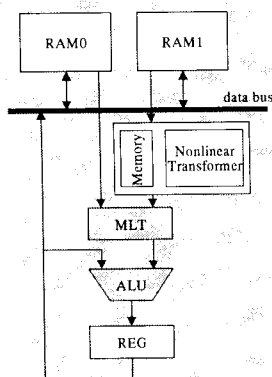 RAM0
RAM1
data bus
Memory
Nonlinear
Transformer
MLT
ALU
REG